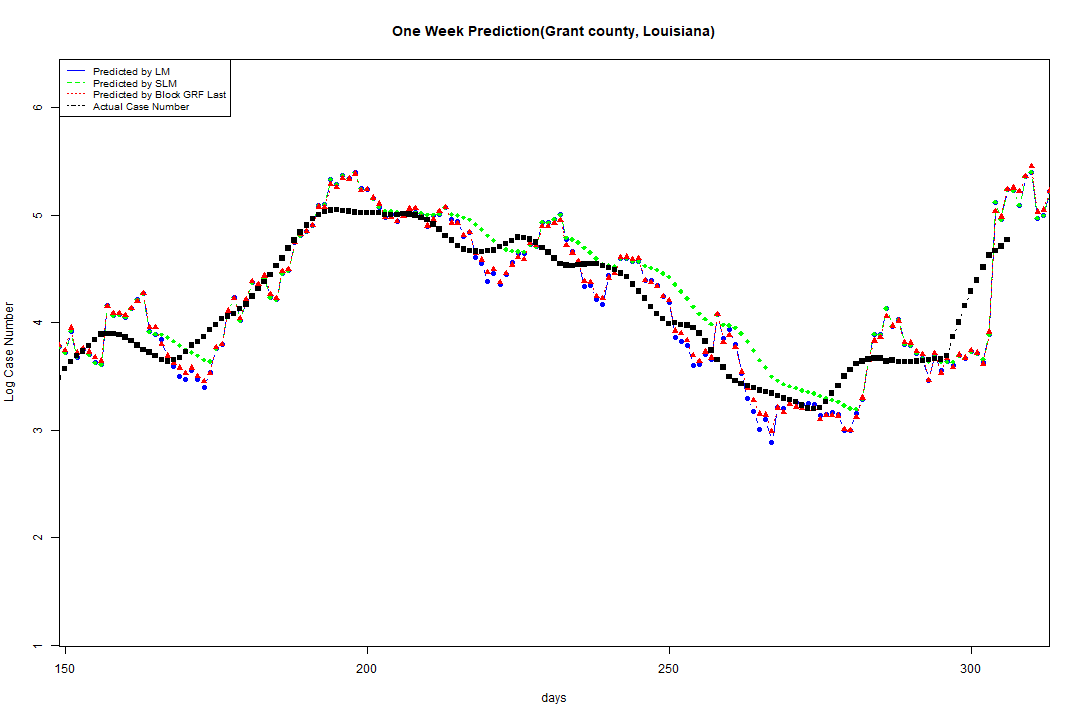 One Week Prediction(Grant county, Louisiana)
Predicted by LM
Predicted by SLM
Predicted by Block GRF Last
Actual Case Number
6
5
4
3
2
1
Log Case Number
150 200 250 300
days